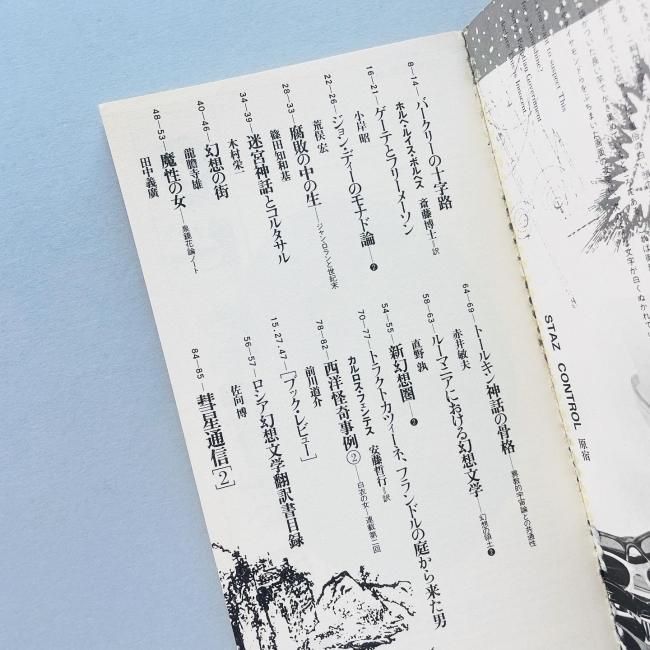 8–14—バークリーの十字路
ホルヘ・ルイス・ボルヘス 斎藤博士=訳
16–21—ゲーテとフリーメーソン
小岸 昭
22–26—ジョン・ディーのモナド論—❷
荒俣 宏
28–33—腐敗の中の生—ジャン・ロランと世紀末
篠田知和基
34–39—迷宮神話とコルタサル
木村榮一
40–46—幻想の街
龍膽寺雄
48–53—魔性の女—泉鏡花論ノート
田中義廣
64–69—トールキン神話の骨格—異教的宇宙論との共通性
赤井敏夫
58–63—ルーマニアにおける幻想文学—幻想の領土❶
直野 敦
54–55—新幻想圏—❷
70–77—トラクトカツィーネ、フランドルの庭から来た男
カルロス・フェンテス 安藤哲行=訳
78–82—西洋怪奇事例②—白衣の女—連載第二回
前川道介
15.27.47—[ブック・レビュー]
56–57—ロシア幻想文学翻訳書目録
佐向 博
84–85—彗星通信[2]
STAZ CONTROL 原宿